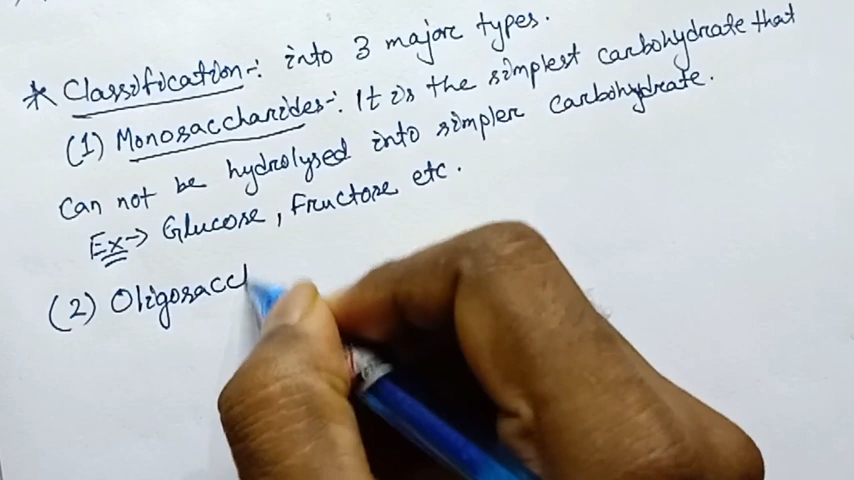 * Classification-: into 3 major types.
(1) Monosaccharides-: It is the simplest carbohydrate that
can not be hydrolysed into simpler carbohydrate.
Ex-> Glucose, Fructose etc.
(2) Oligosacch